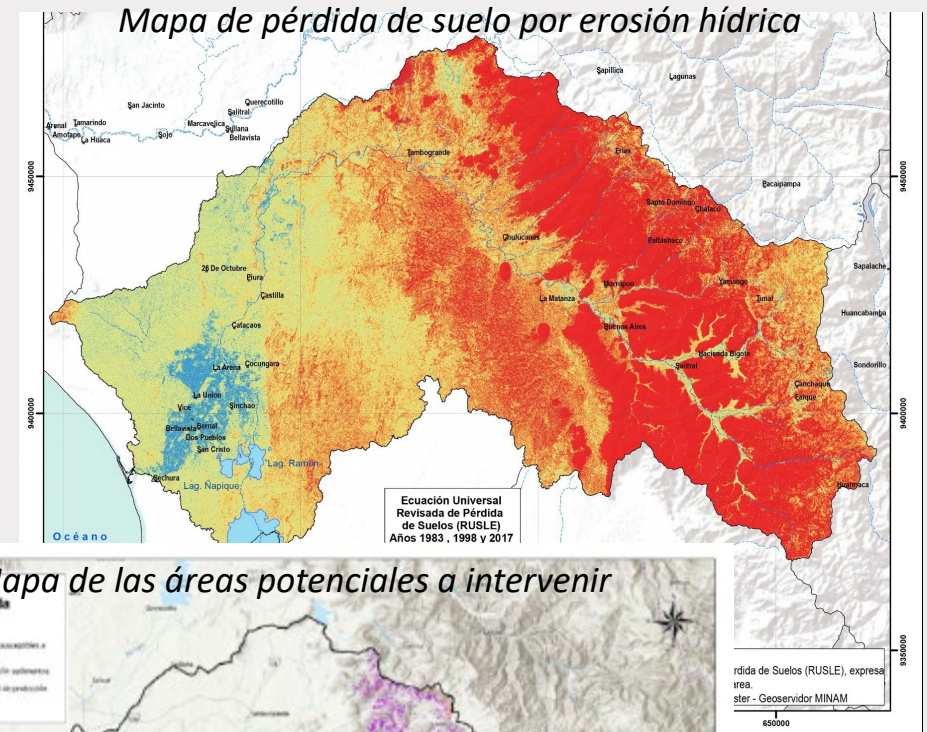 Mapa de pérdida de suelo por erosión hídrica
Sapillica
Lagunas
San Jacinto
Querecotillo
Salitral
Arenal
Tamarindo
Marcavelica
Sullana
Amotape
La Huaca
Sojo
Bellavista
Tambogrande
Frias
9450000
9450000
Pacaipampa
Santo Domingo
Chalaco
Chulucanas
Paltashaco
26 De Octubre
Piura
Sapalache
Castilla
La Matanza
Morropon
Yamango
Tunal
Huancabamba
Catacaos
Buenos Aires
La Arena
Cocungara
Salitral
Hacienda Bigote
Sondorillo
La Union
Canchaque
Vice
Sinchao
Faique
9400000
9400000
Bellavista
Bernal
Dos Pueblos
San Cristo
Lag. Ramon
Sechura
Lag. Ñapique
Huarmaca
Ecuación Universal
Revisada de Pérdida
de Suelos (RUSLE)
Años 1983 , 1998 y 2017
Océano
apa de las áreas potenciales a intervenir
9350000
rdida de Suelos (RUSLE), expresa
area.
ster - Geoservidor MINAM
650000